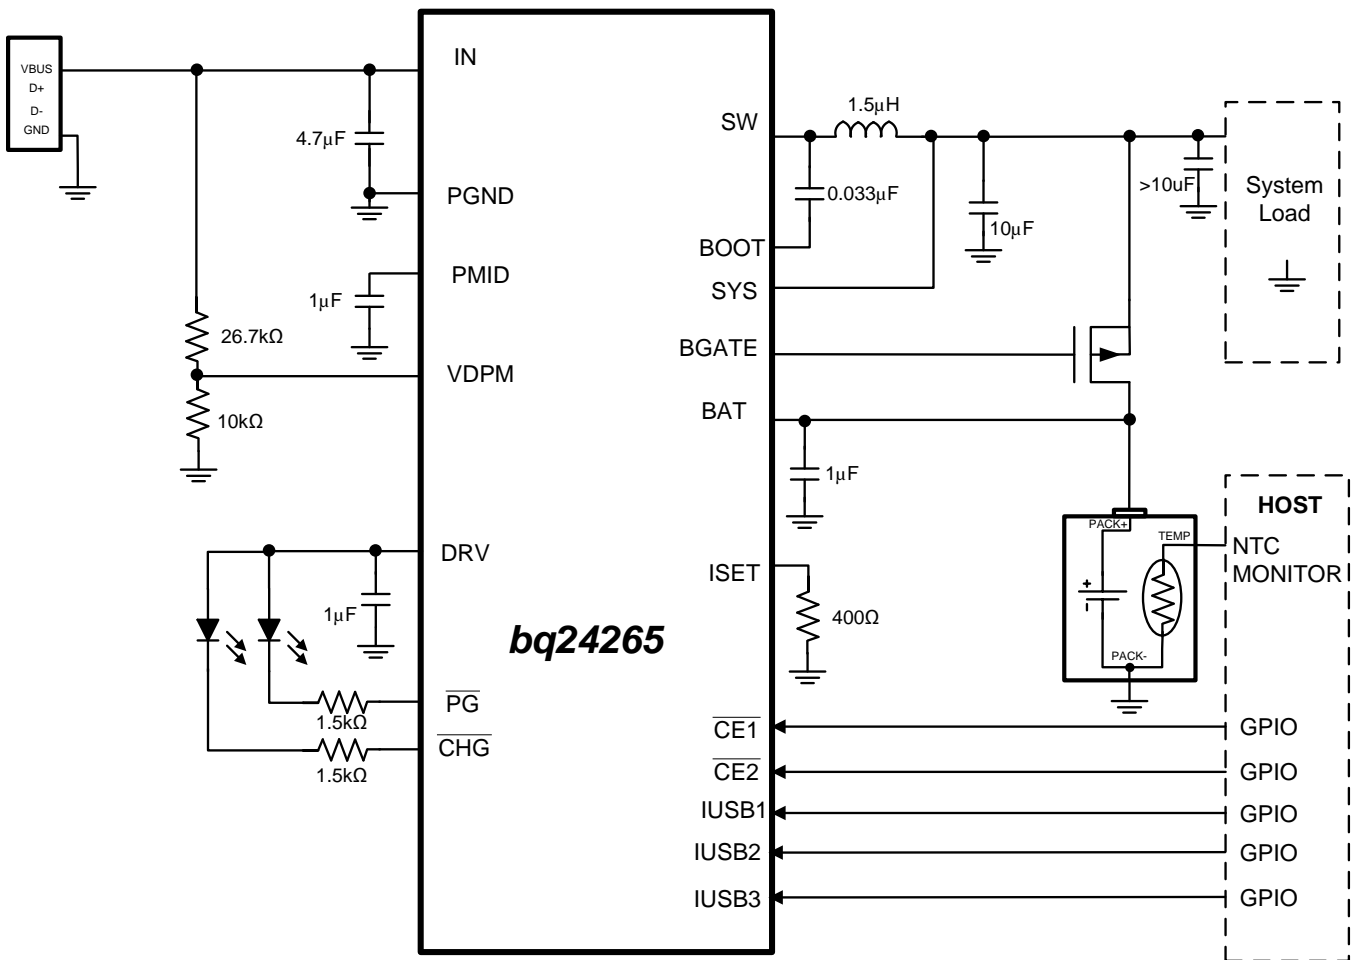 VBUS
D+
D-
GND
IN
4.7μF
PGND
PMID
1μF
26.7kΩ
VDPM
10kΩ
DRV
1μF
PG
1.5kΩ
CHG
1.5kΩ
bq24265
SW
1.5μH
0.033μF
BOOT
10μF
>10uF
System
Load
SYS
BGATE
BAT
1μF
PACK+
TEMP
+
-
PACK-
HOST
NTC
MONITOR
ISET
400Ω
CE1
GPIO
CE2
GPIO
IUSB1
GPIO
IUSB2
GPIO
IUSB3
GPIO